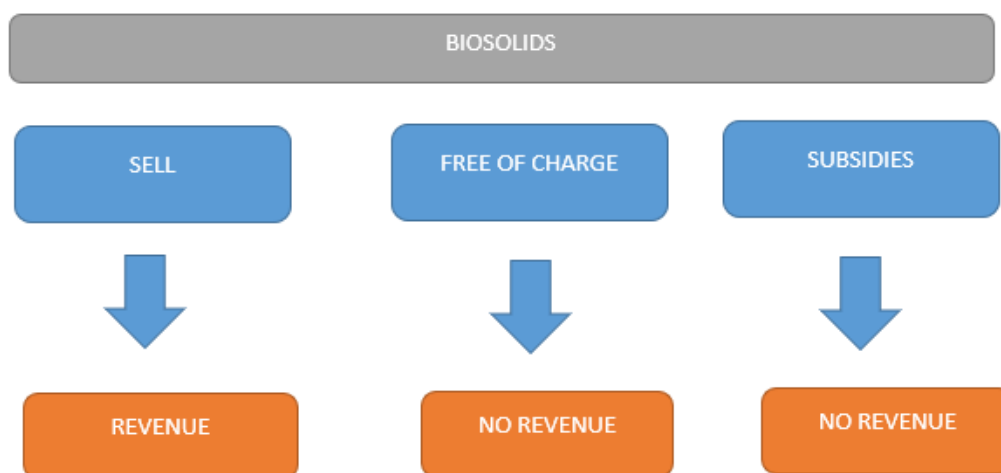 BIOSOLIDS
SELL
FREE OF CHARGE
SUBSIDIES
REVENUE
NO REVENUE
NO REVENUE